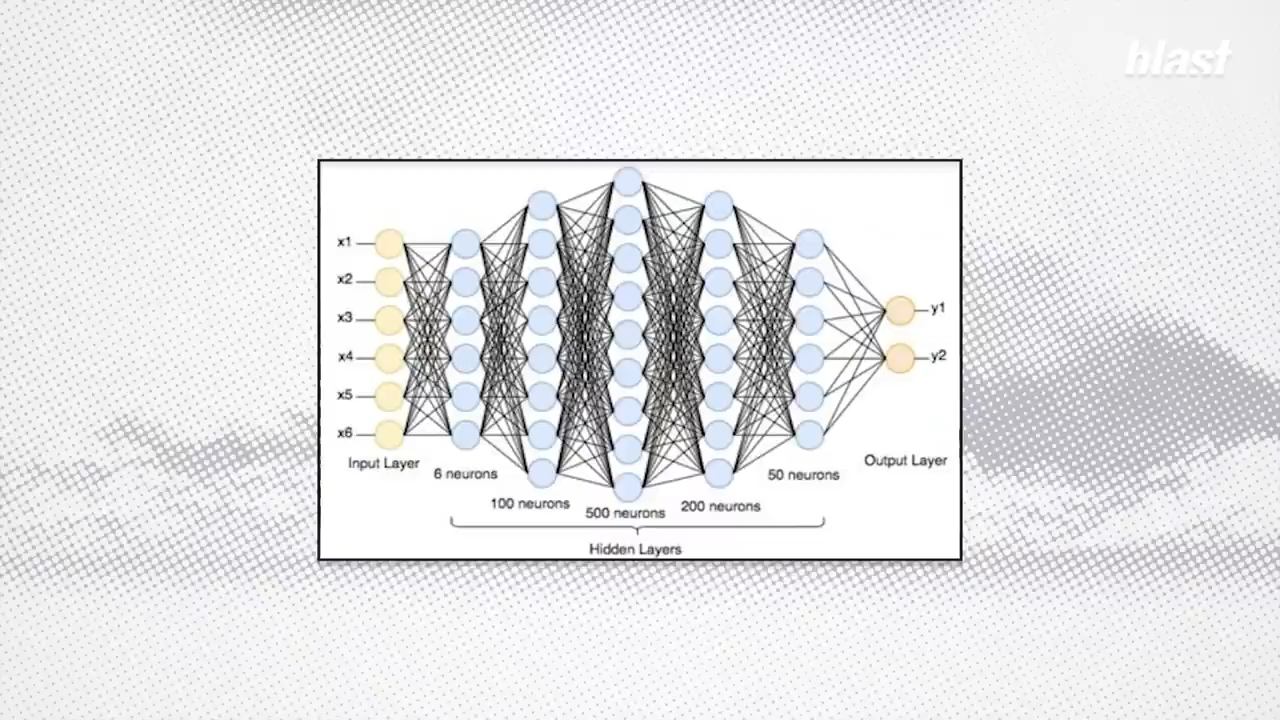 blast
x1
x2
x3
x4
x5
x6
y1
y2
Input Layer
6 neurons
100 neurons
500 neurons
200 neurons
50 neurons
Output Layer
Hidden Layers